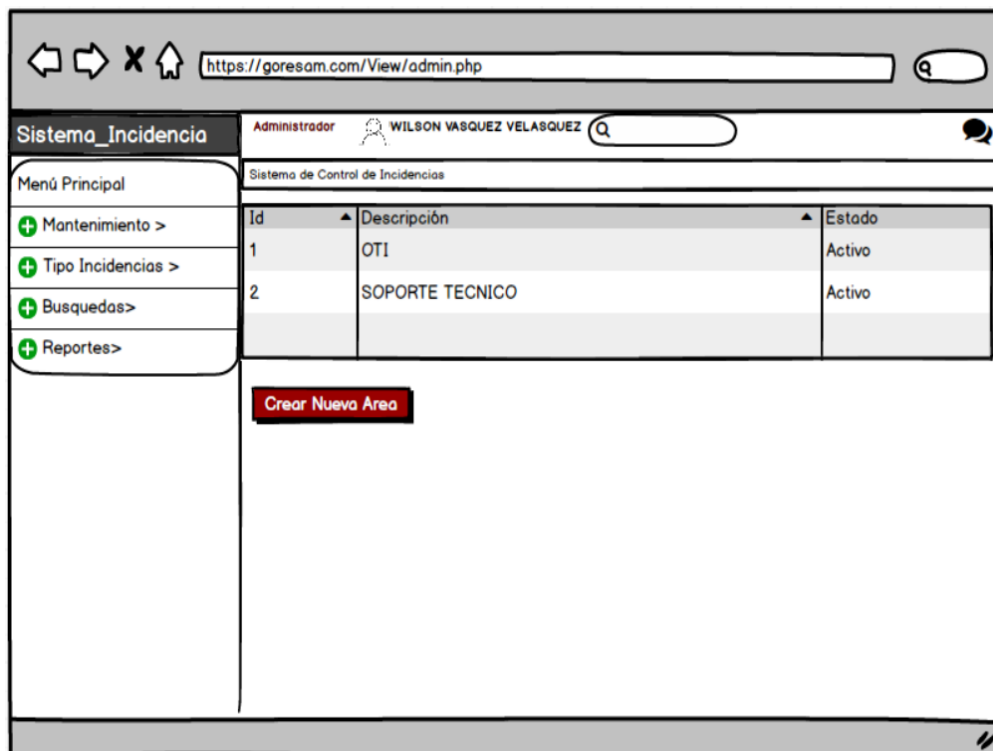 https://goresam.com/View/admin.php
Sistema_Incidencia
Administrador WILSON VASQUEZ VELASQUEZ
Sistema de Control de Incidencias
Menú Principal
Mantenimiento >
Tipo Incidencias >
Busquedas>
Reportes>
Id Descripción Estado
1 OTI Activo
2 SOPORTE TECNICO Activo
Crear Nueva Area